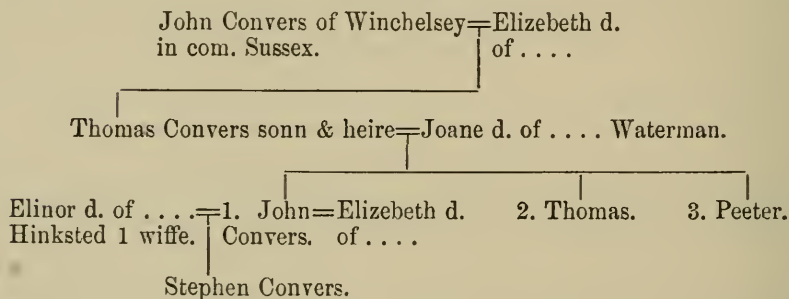 John Convers of Winchelsey=Elizebeth d.
in com. Sussex. of . . . .
Thomas Convers sonn & heire=Joane d. of . . . . Waterman.
Elinor d. of . . . .=1. John=Elizebeth d. 2. Thomas. 3. Peeter.
Hinksted 1 wiffe. Convers. of . . . .
Stephen Convers.